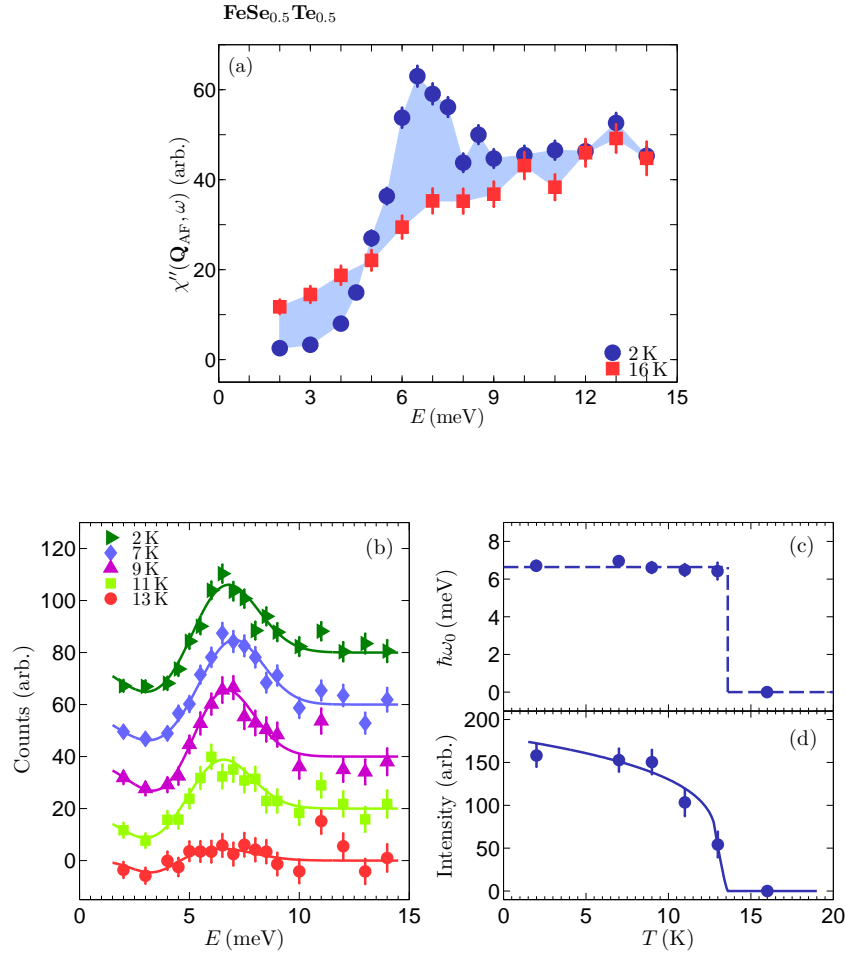 FeSe₀.₅Te₀.₅
(a)
60
40
20
0
χ′′(Q_AF, ω) (arb.)
2 K
16 K
0 3 6 9 12 15
E (meV)
120
100
80
60
40
20
0
Counts (arb.)
2 K
7 K
9 K
11 K
13 K
(b)
0 5 10 15
E (meV)
8
6
4
2
0
ħω₀ (meV)
(c)
200
150
100
50
0
Intensity (arb.)
(d)
0 5 10 15 20
T (K)